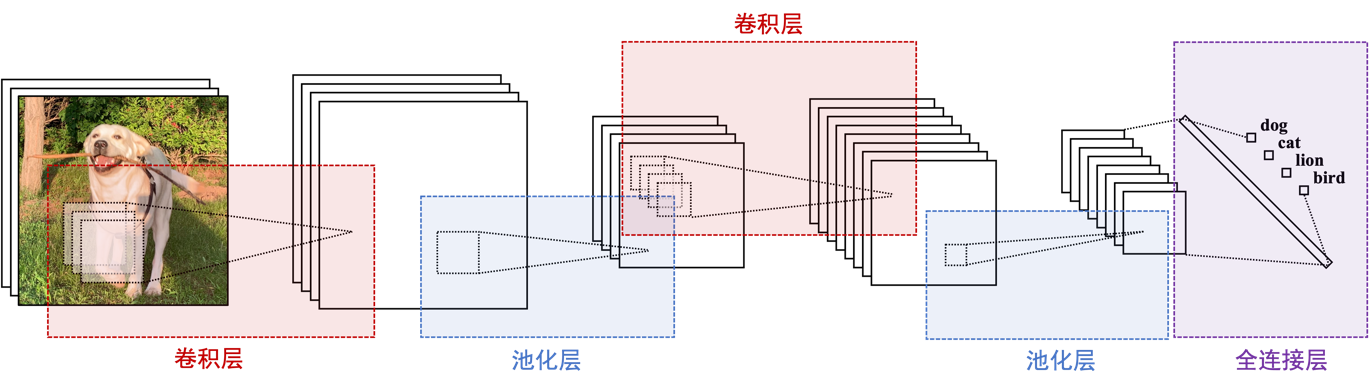 卷积层
dog
cat
lion
bird
卷积层
池化层
池化层
全连接层